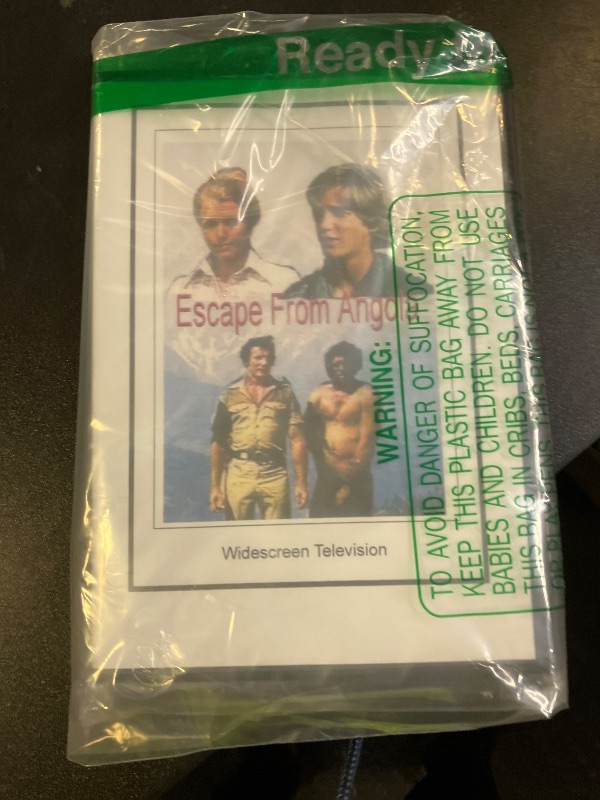 Ready
Escape From Ango
Widescreen Television
WARNING:
TO AVOID DANGER OF SUFFOCATION,
KEEP THIS PLASTIC BAG AWAY FROM
BABIES AND CHILDREN. DO NOT USE
THIS BAG IN CRIBS, BEDS, CARRIAGES